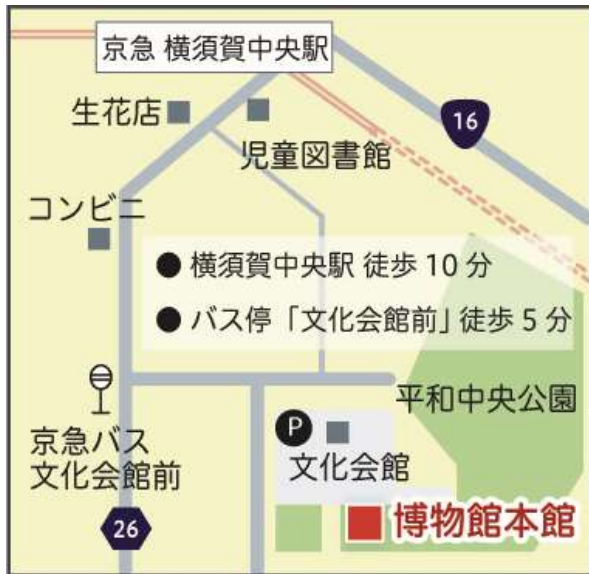 京急 横須賀中央駅
生花店
16
児童図書館
コンビニ
● 横須賀中央駅 徒歩 10 分
● バス停「文化会館前」徒歩 5 分
平和中央公園
P
京急バス
文化会館前
文化会館
26
博物館本館